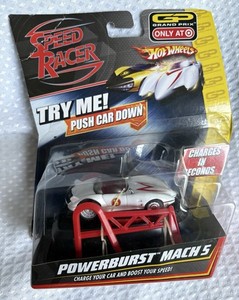 SPEED
RACER
GP
GRAND PRIX
ONLY AT
Hot Wheels
TRY ME!
PUSH CAR DOWN
CHARGES IN
SECONDS
POWERBURST MACH 5
CHARGE YOUR CAR AND BOOST YOUR SPEED!